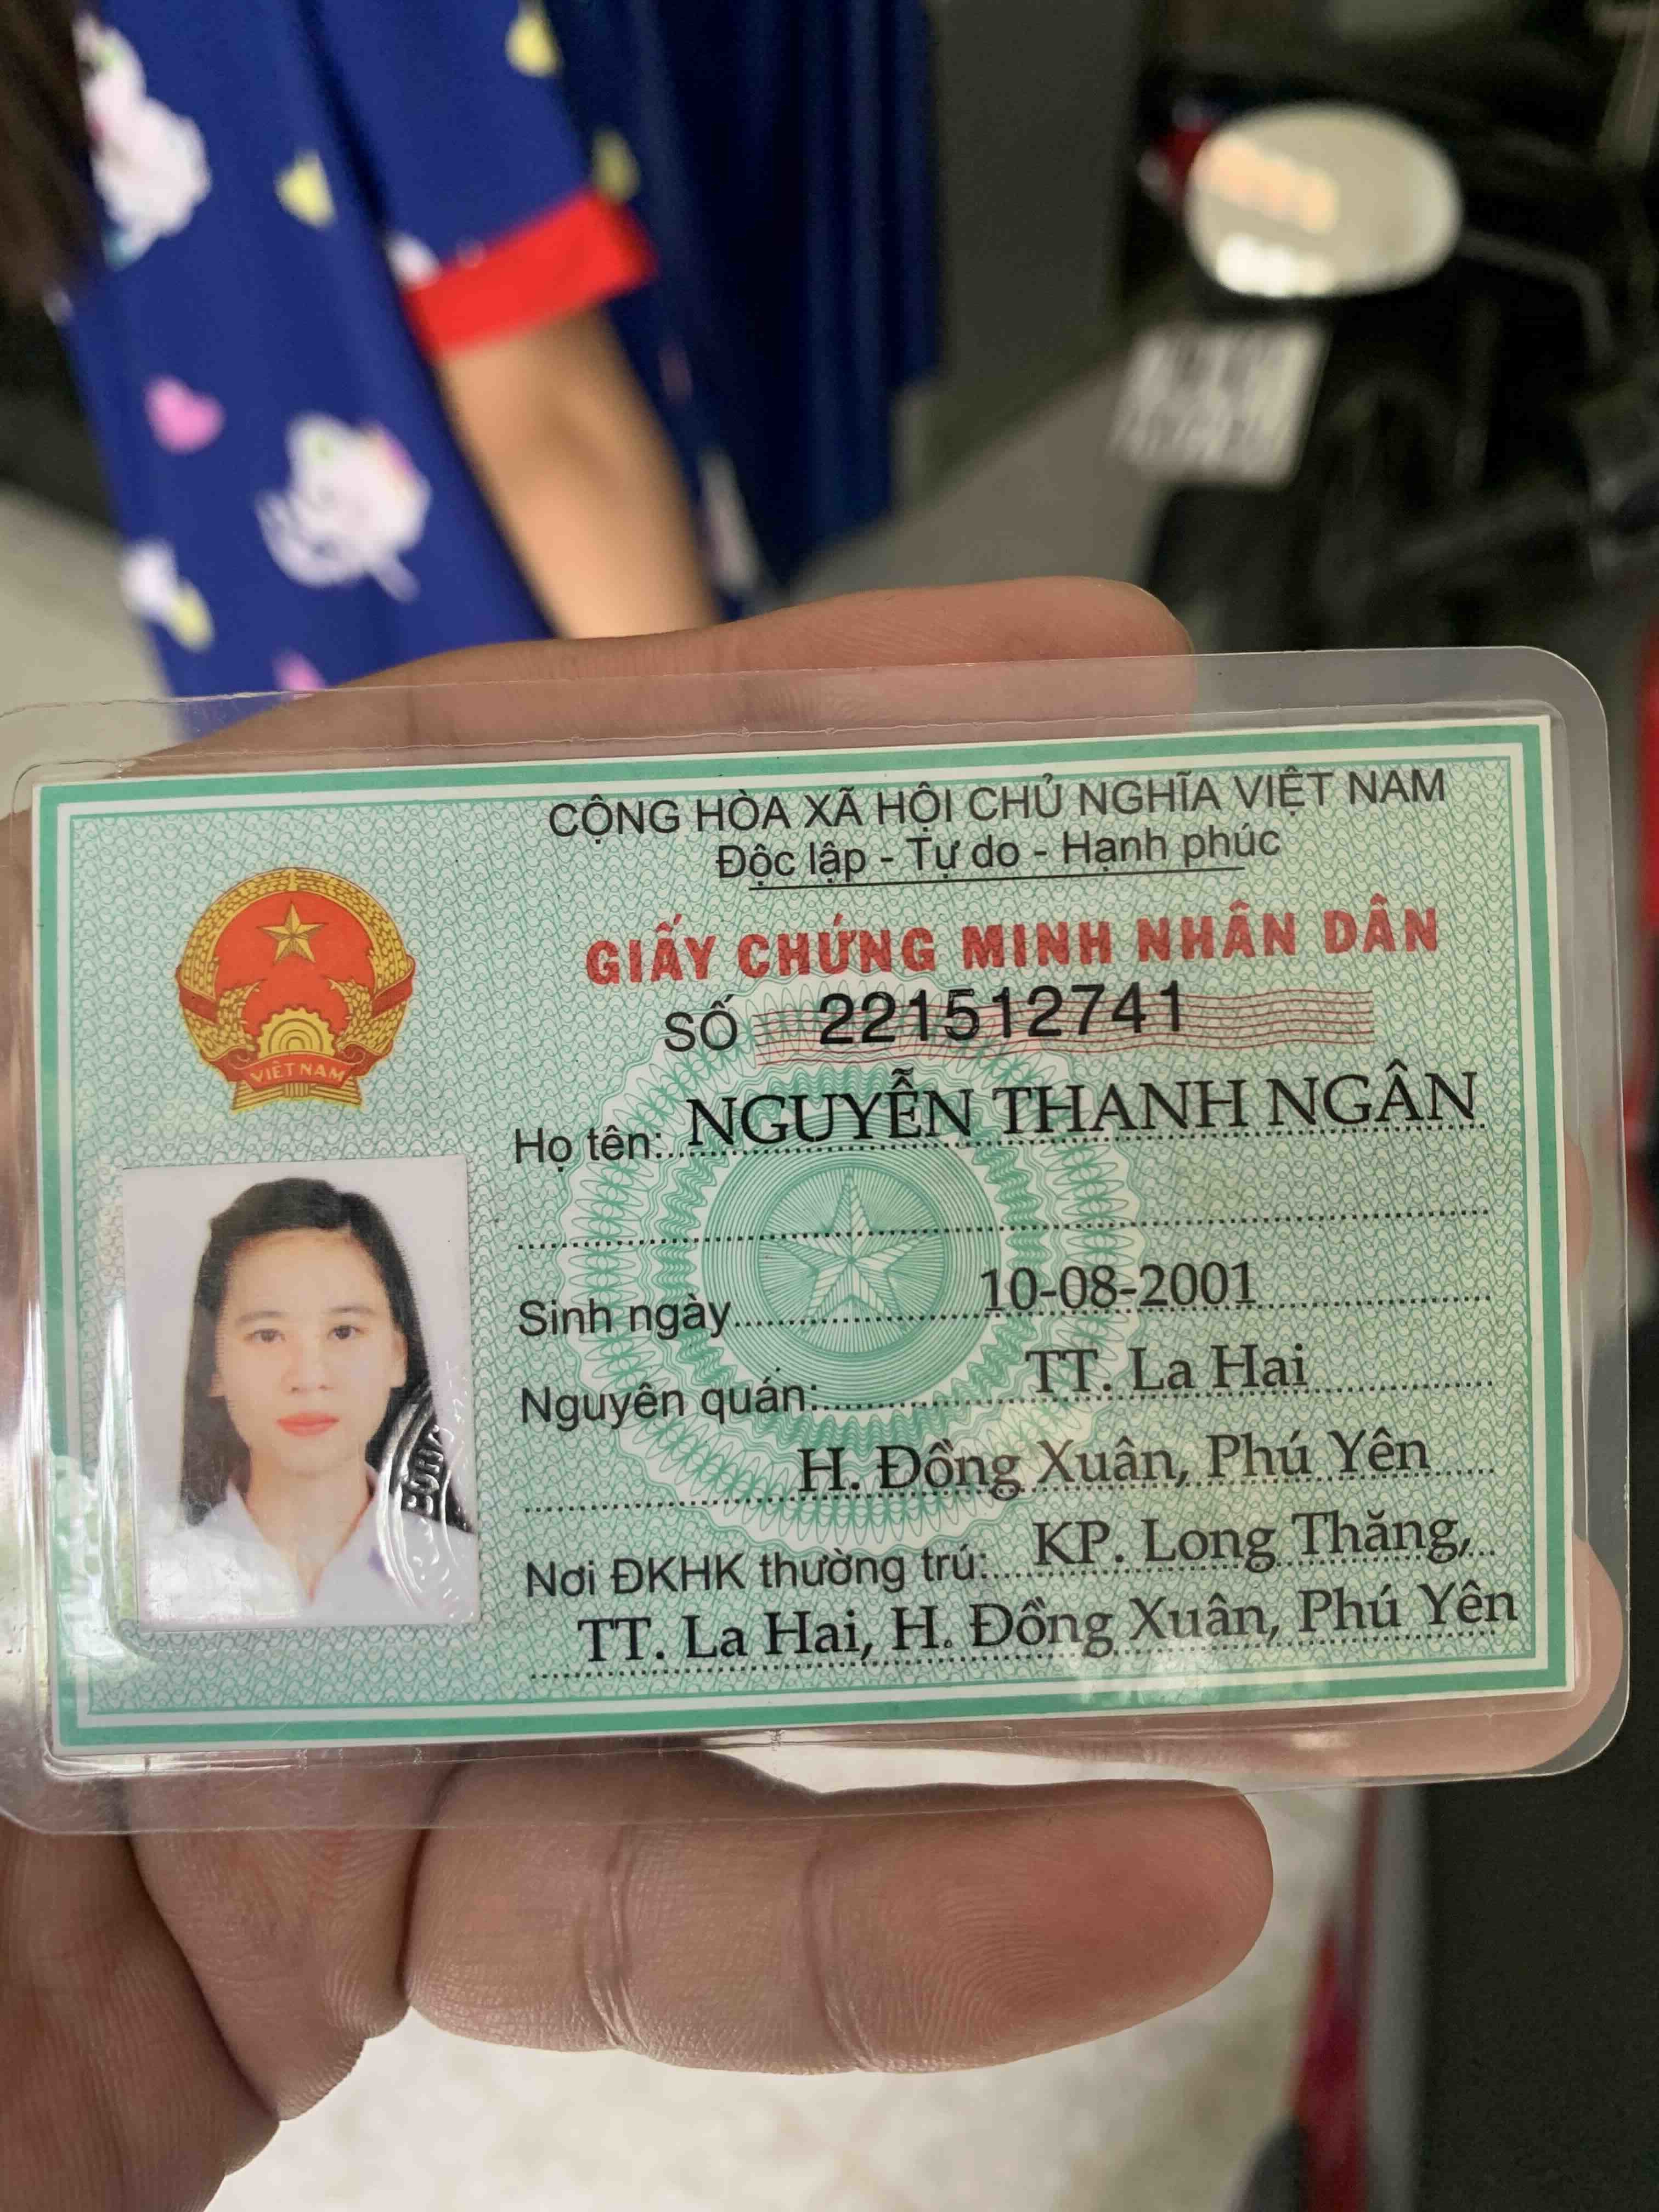 CỘNG HÒA XÃ HỘI CHỦ NGHĨA VIỆT NAM
Độc lập - Tự do - Hạnh phúc
GIẤY CHỨNG MINH NHÂN DÂN
SỐ 221512741
Họ tên: NGUYỄN THANH NGÂN
Sinh ngày 10-08-2001
Nguyên quán: TT. La Hai
H. Đồng Xuân, Phú Yên
Nơi ĐKHK thường trú: KP. Long Thăng,
TT. La Hai, H. Đồng Xuân, Phú Yên
VIỆT NAM